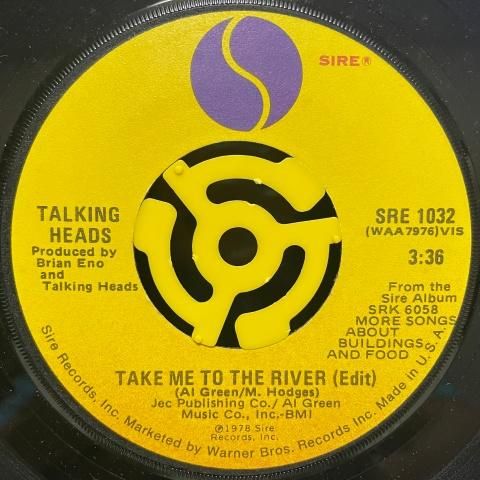 SIRE®
TALKING
HEADS
Produced by
Brian Eno
and
Talking Heads
SRE 1032
(WAA7976)VIS
3:36
From the
Sire Album
SRK 6058
MORE SONGS
ABOUT
BUILDINGS
AND FOOD
TAKE ME TO THE RIVER (Edit)
(Al Green/M. Hodges)
Jec Publishing Co./ Al Green
Music Co., Inc.-BMI
℗1978 Sire
Records, Inc.
Sire Records, Inc. Marketed by Warner Bros. Records Inc. Made in U.S.A.